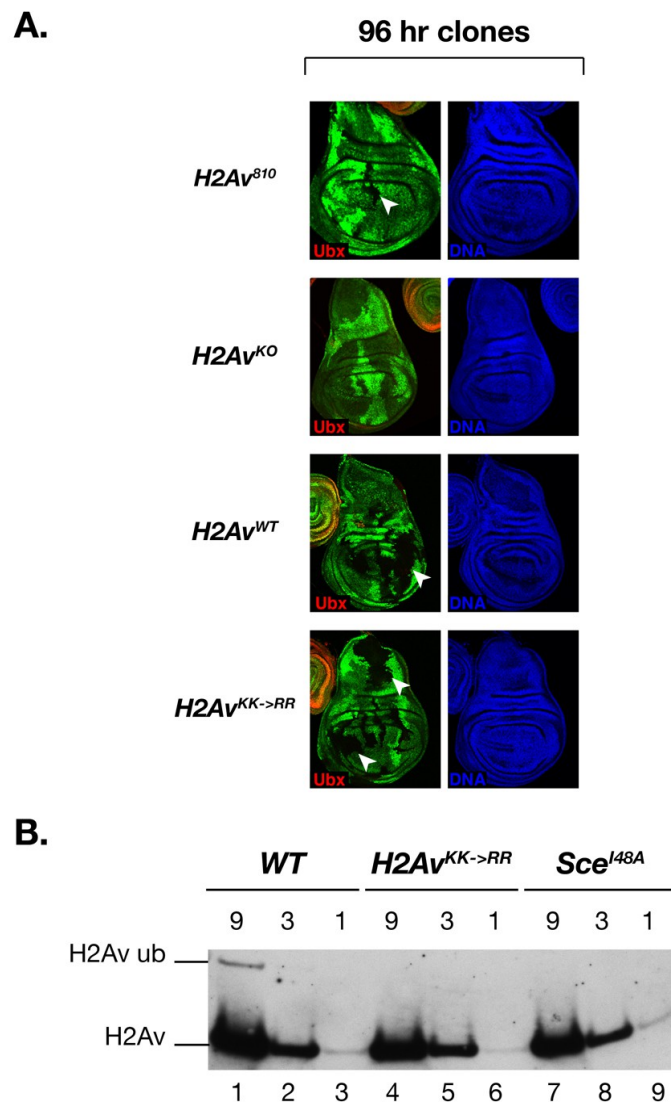 A.
96 hr clones
H2Av810
Ubx DNA
H2AvKO
Ubx DNA
H2AvWT
Ubx DNA
H2AvKK->RR
Ubx DNA
B.
WT H2AvKK->RR SceI48A
9 3 1 9 3 1 9 3 1
H2Av ub
H2Av
1 2 3 4 5 6 7 8 9